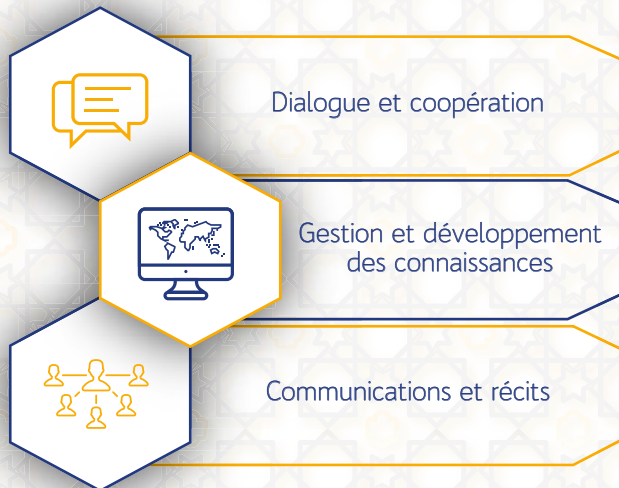 Dialogue et coopération
Gestion et développement
des connaissances
Communications et récits